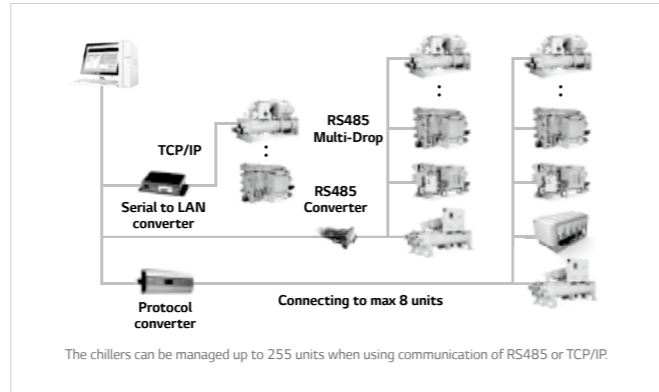 RS485
Multi-Drop
TCP/IP
RS485
Converter
Serial to LAN
converter
Protocol
converter
Connecting to max 8 units
The chillers can be managed up to 255 units when using communication of RS485 or TCP/IP.